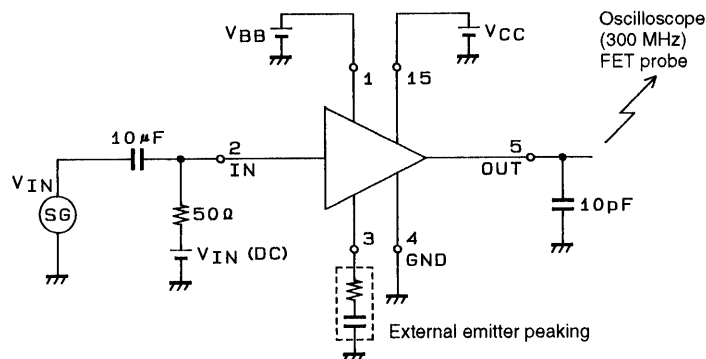 Oscilloscope
(300 MHz)
FET probe
VBB
VCC
1
15
10µF
2
IN
5
OUT
VIN
SG
50Ω
10pF
VIN (DC)
3
4
GND
External emitter peaking